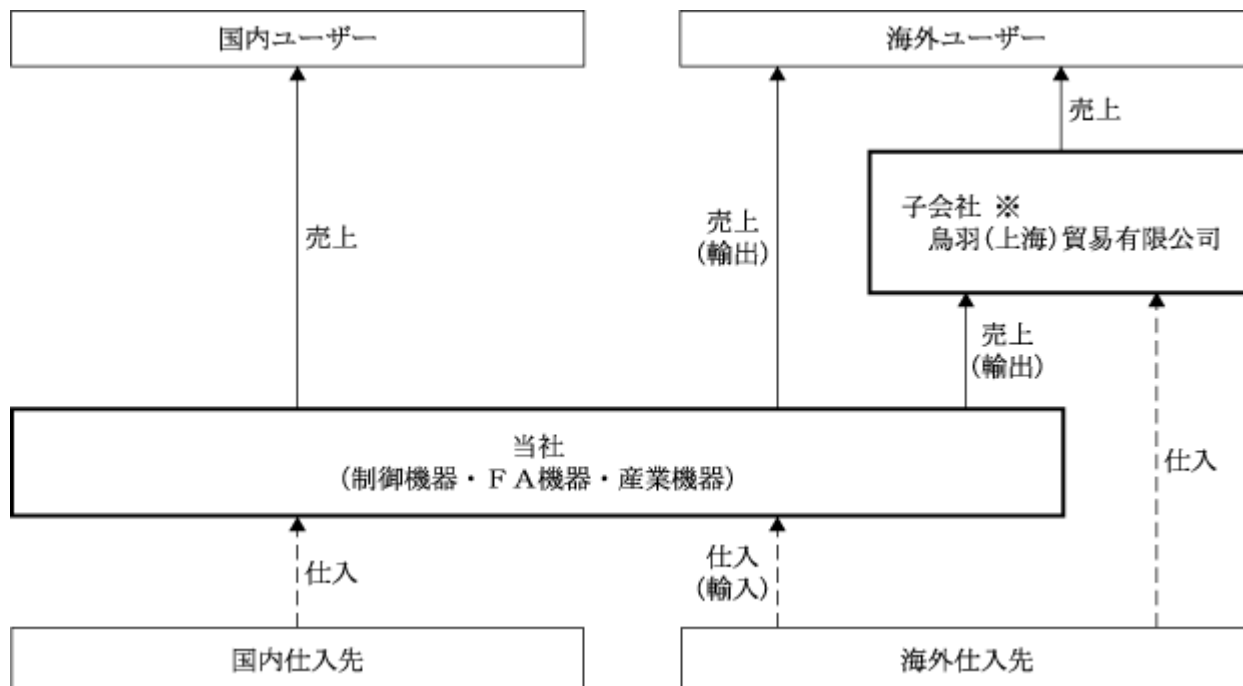 国内ユーザー
海外ユーザー
売上
子会社 ※
鳥羽(上海)貿易有限公司
売上
売上
(輸出)
売上
(輸出)
当社
(制御機器・ＦＡ機器・産業機器)
仕入
仕入
仕入
(輸入)
国内仕入先
海外仕入先